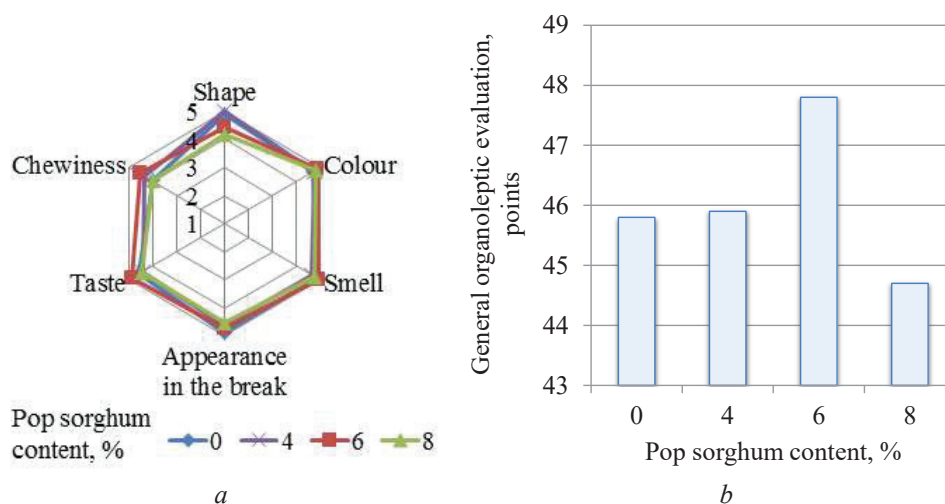 Shape
5
4
3
2
1
Chewiness
Colour
Taste
Smell
Appearance
in the break
Pop sorghum
content, %
0 4 6 8
a
General organoleptic evaluation,
points
49
48
47
46
45
44
43
0 4 6 8
Pop sorghum content, %
b